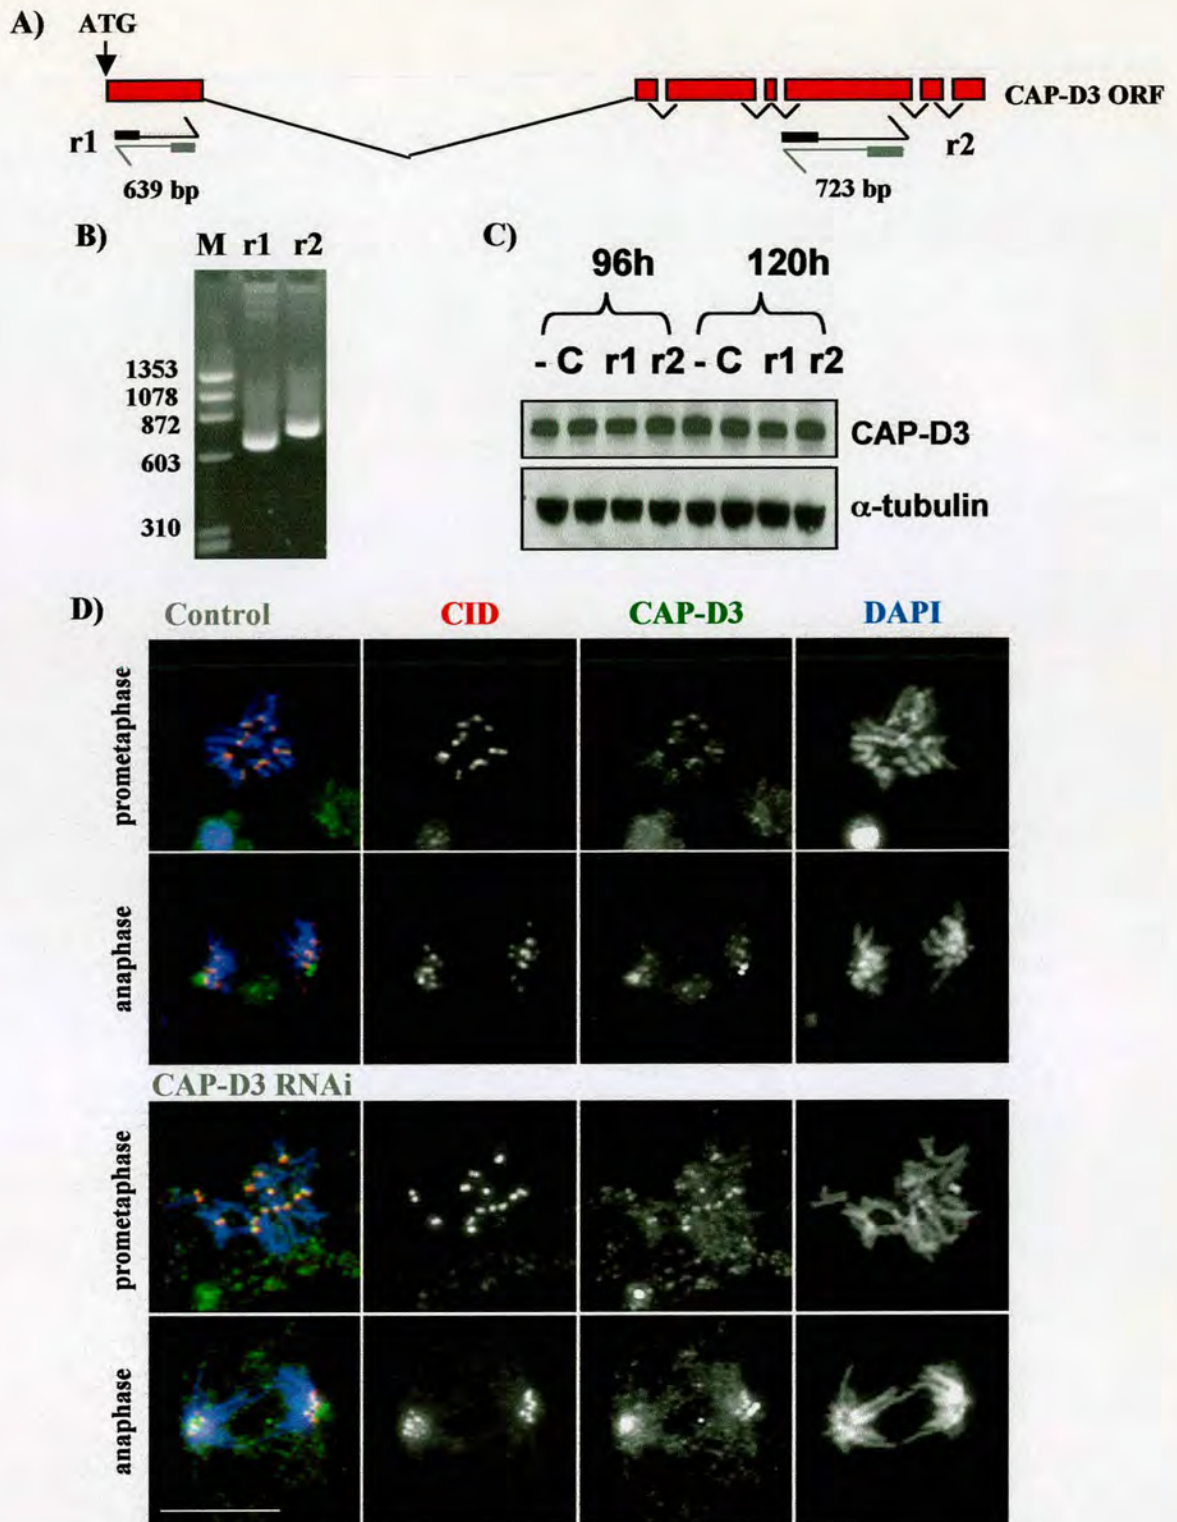 A)
ATG
CAP-D3 ORF
r1
r2
639 bp
723 bp
B)
M r1 r2
1353
1078
872
603
310
C)
96h 120h
- C r1 r2 - C r1 r2
CAP-D3
α-tubulin
D)
Control CID CAP-D3 DAPI
prometaphase
anaphase
CAP-D3 RNAi
prometaphase
anaphase